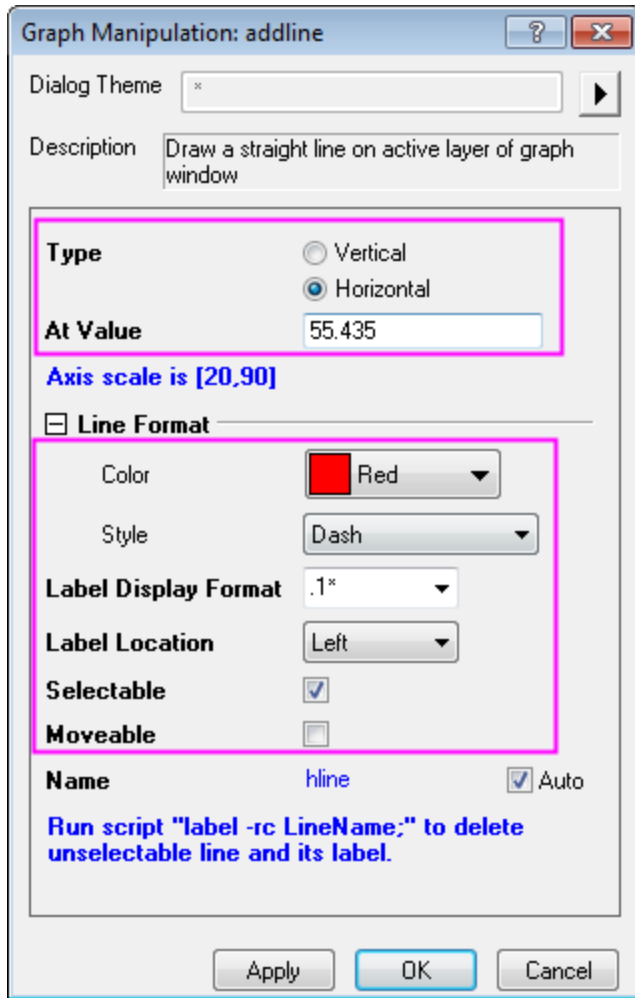 Graph Manipulation: addline
Dialog Theme *
Description Draw a straight line on active layer of graph
window
Type Vertical
Horizontal
At Value 55.435
Axis scale is [20,90]
Line Format
Color Red
Style Dash
Label Display Format .1*
Label Location Left
Selectable
Moveable
Name hline Auto
Run script "label -rc LineName;" to delete
unselectable line and its label.
Apply OK Cancel